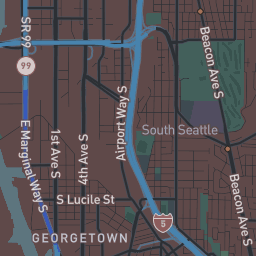 SR 99
Beacon Ave S
99
E Marginal Way S
1st Ave S
4th Ave S
Airport Way S
South Seattle
S Lucile St
Beacon Ave S
5
GEORGETOWN